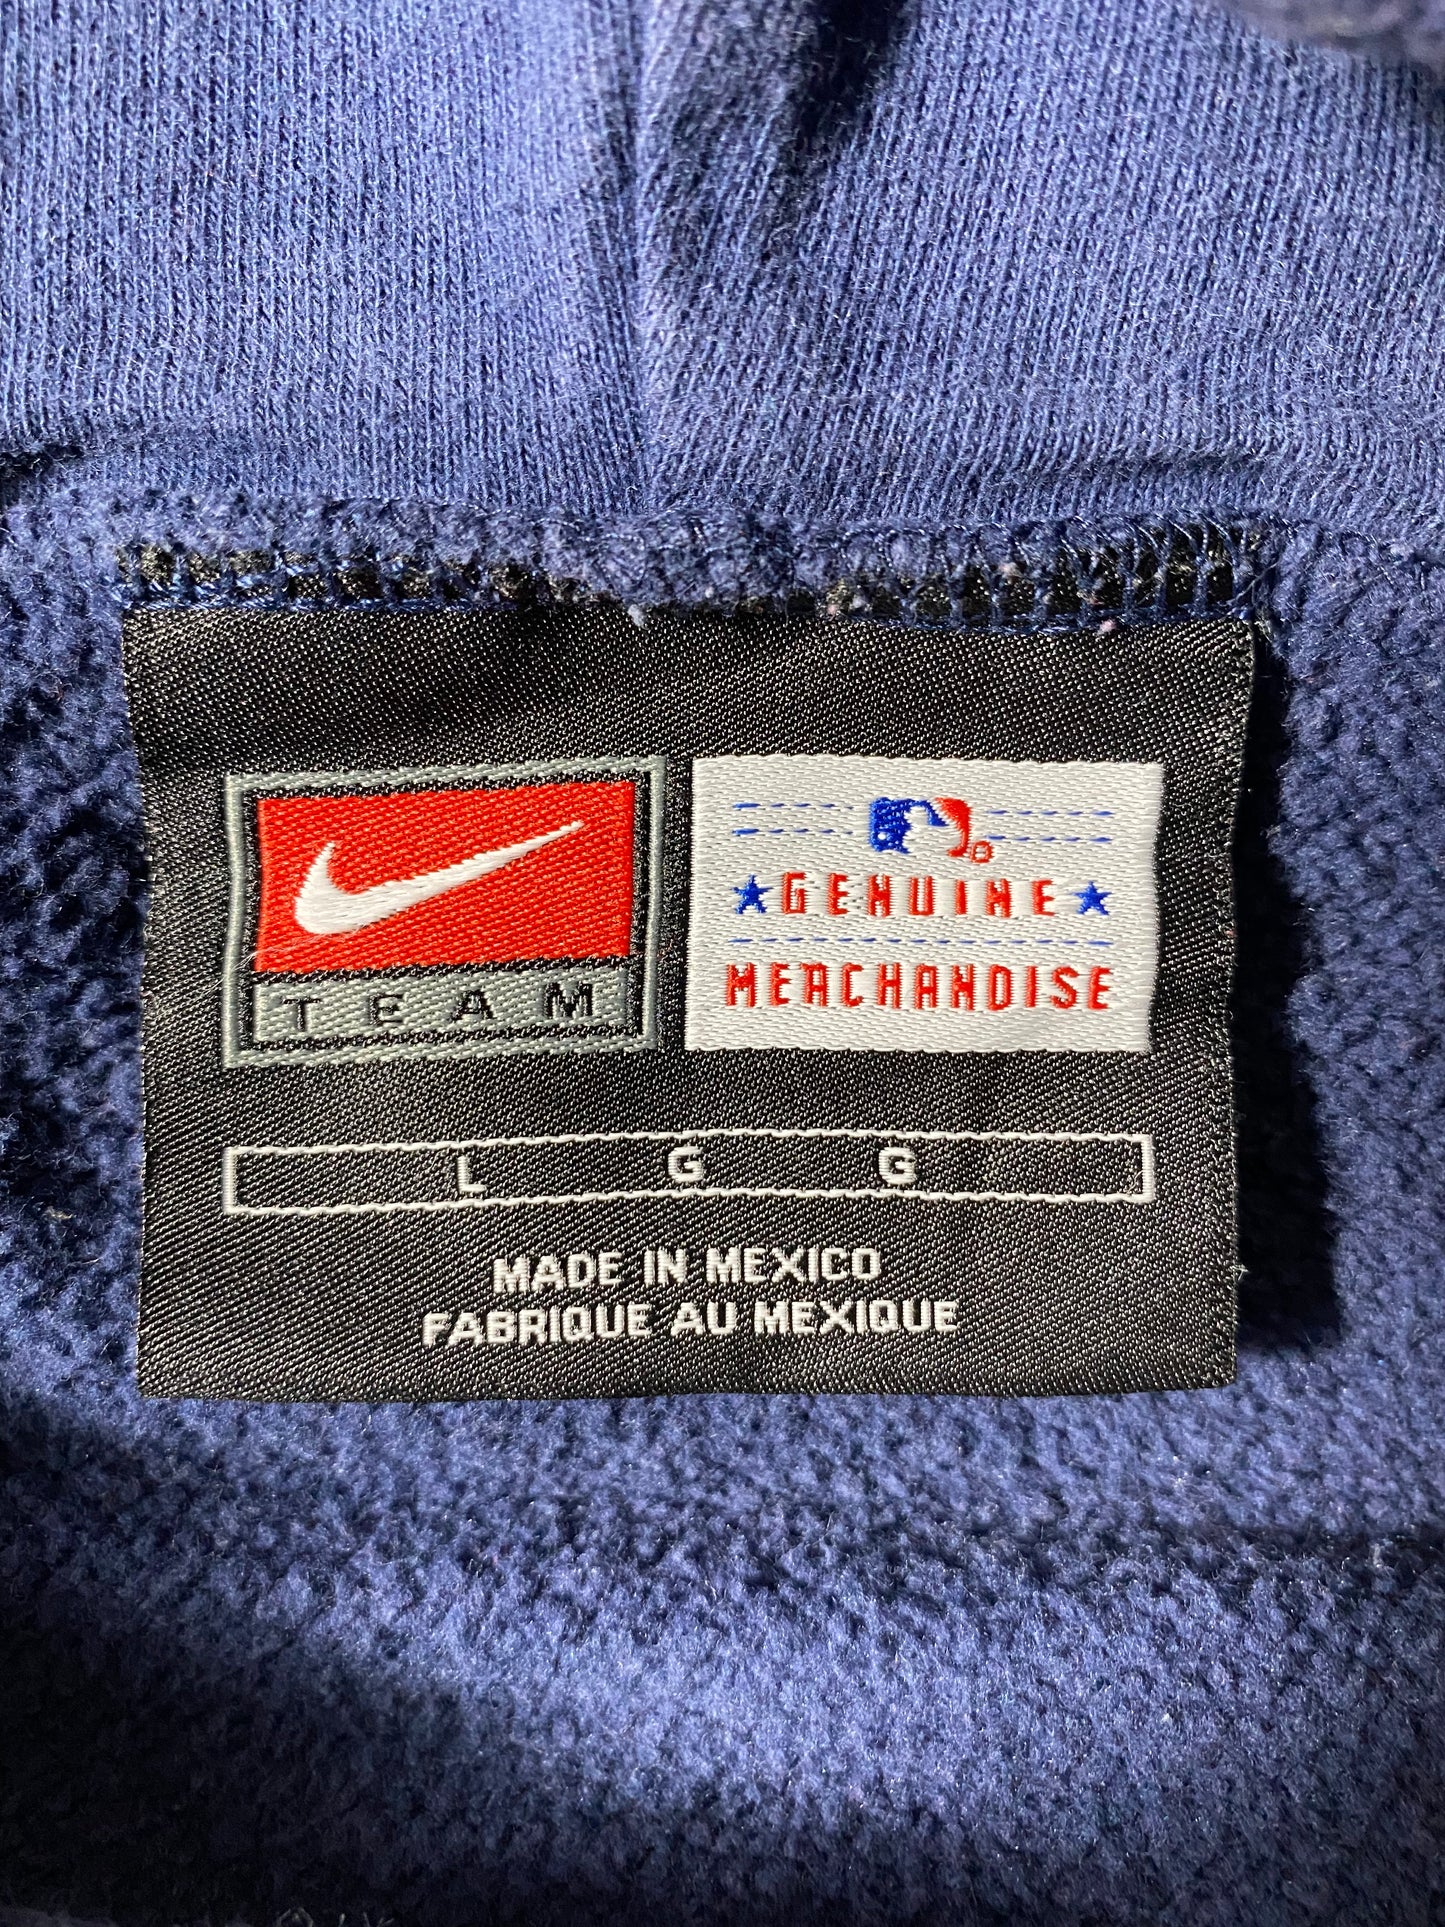 TEAM
GENUINE
MERCHANDISE
L G G
MADE IN MEXICO
FABRIQUE AU MEXIQUE